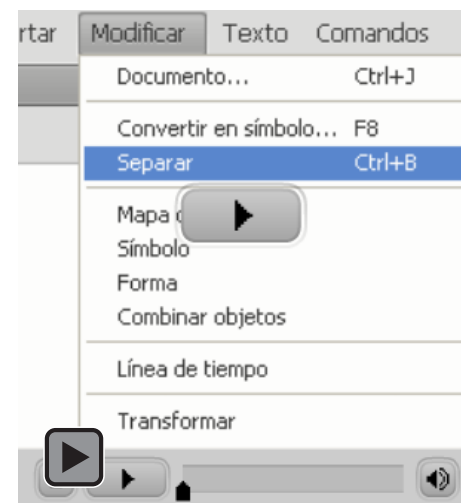 Modificar Texto Comandos
Documento... Ctrl+J
Convertir en símbolo... F8
Separar Ctrl+B
Mapa
Símbolo
Forma
Combinar objetos
Línea de tiempo
Transformar